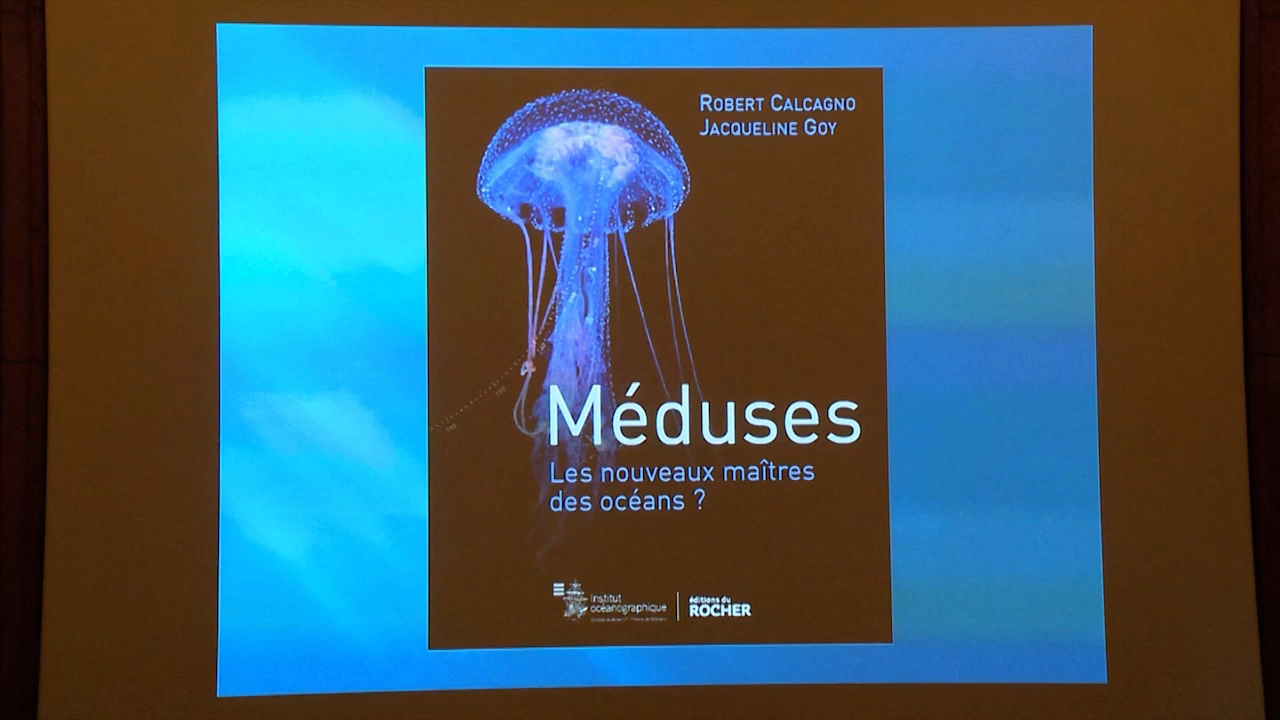 ROBERT CALCAGNO
JACQUELINE GOY
Méduses
Les nouveaux maîtres
des océans ?
Institut
océanographique
éditions du
ROCHER